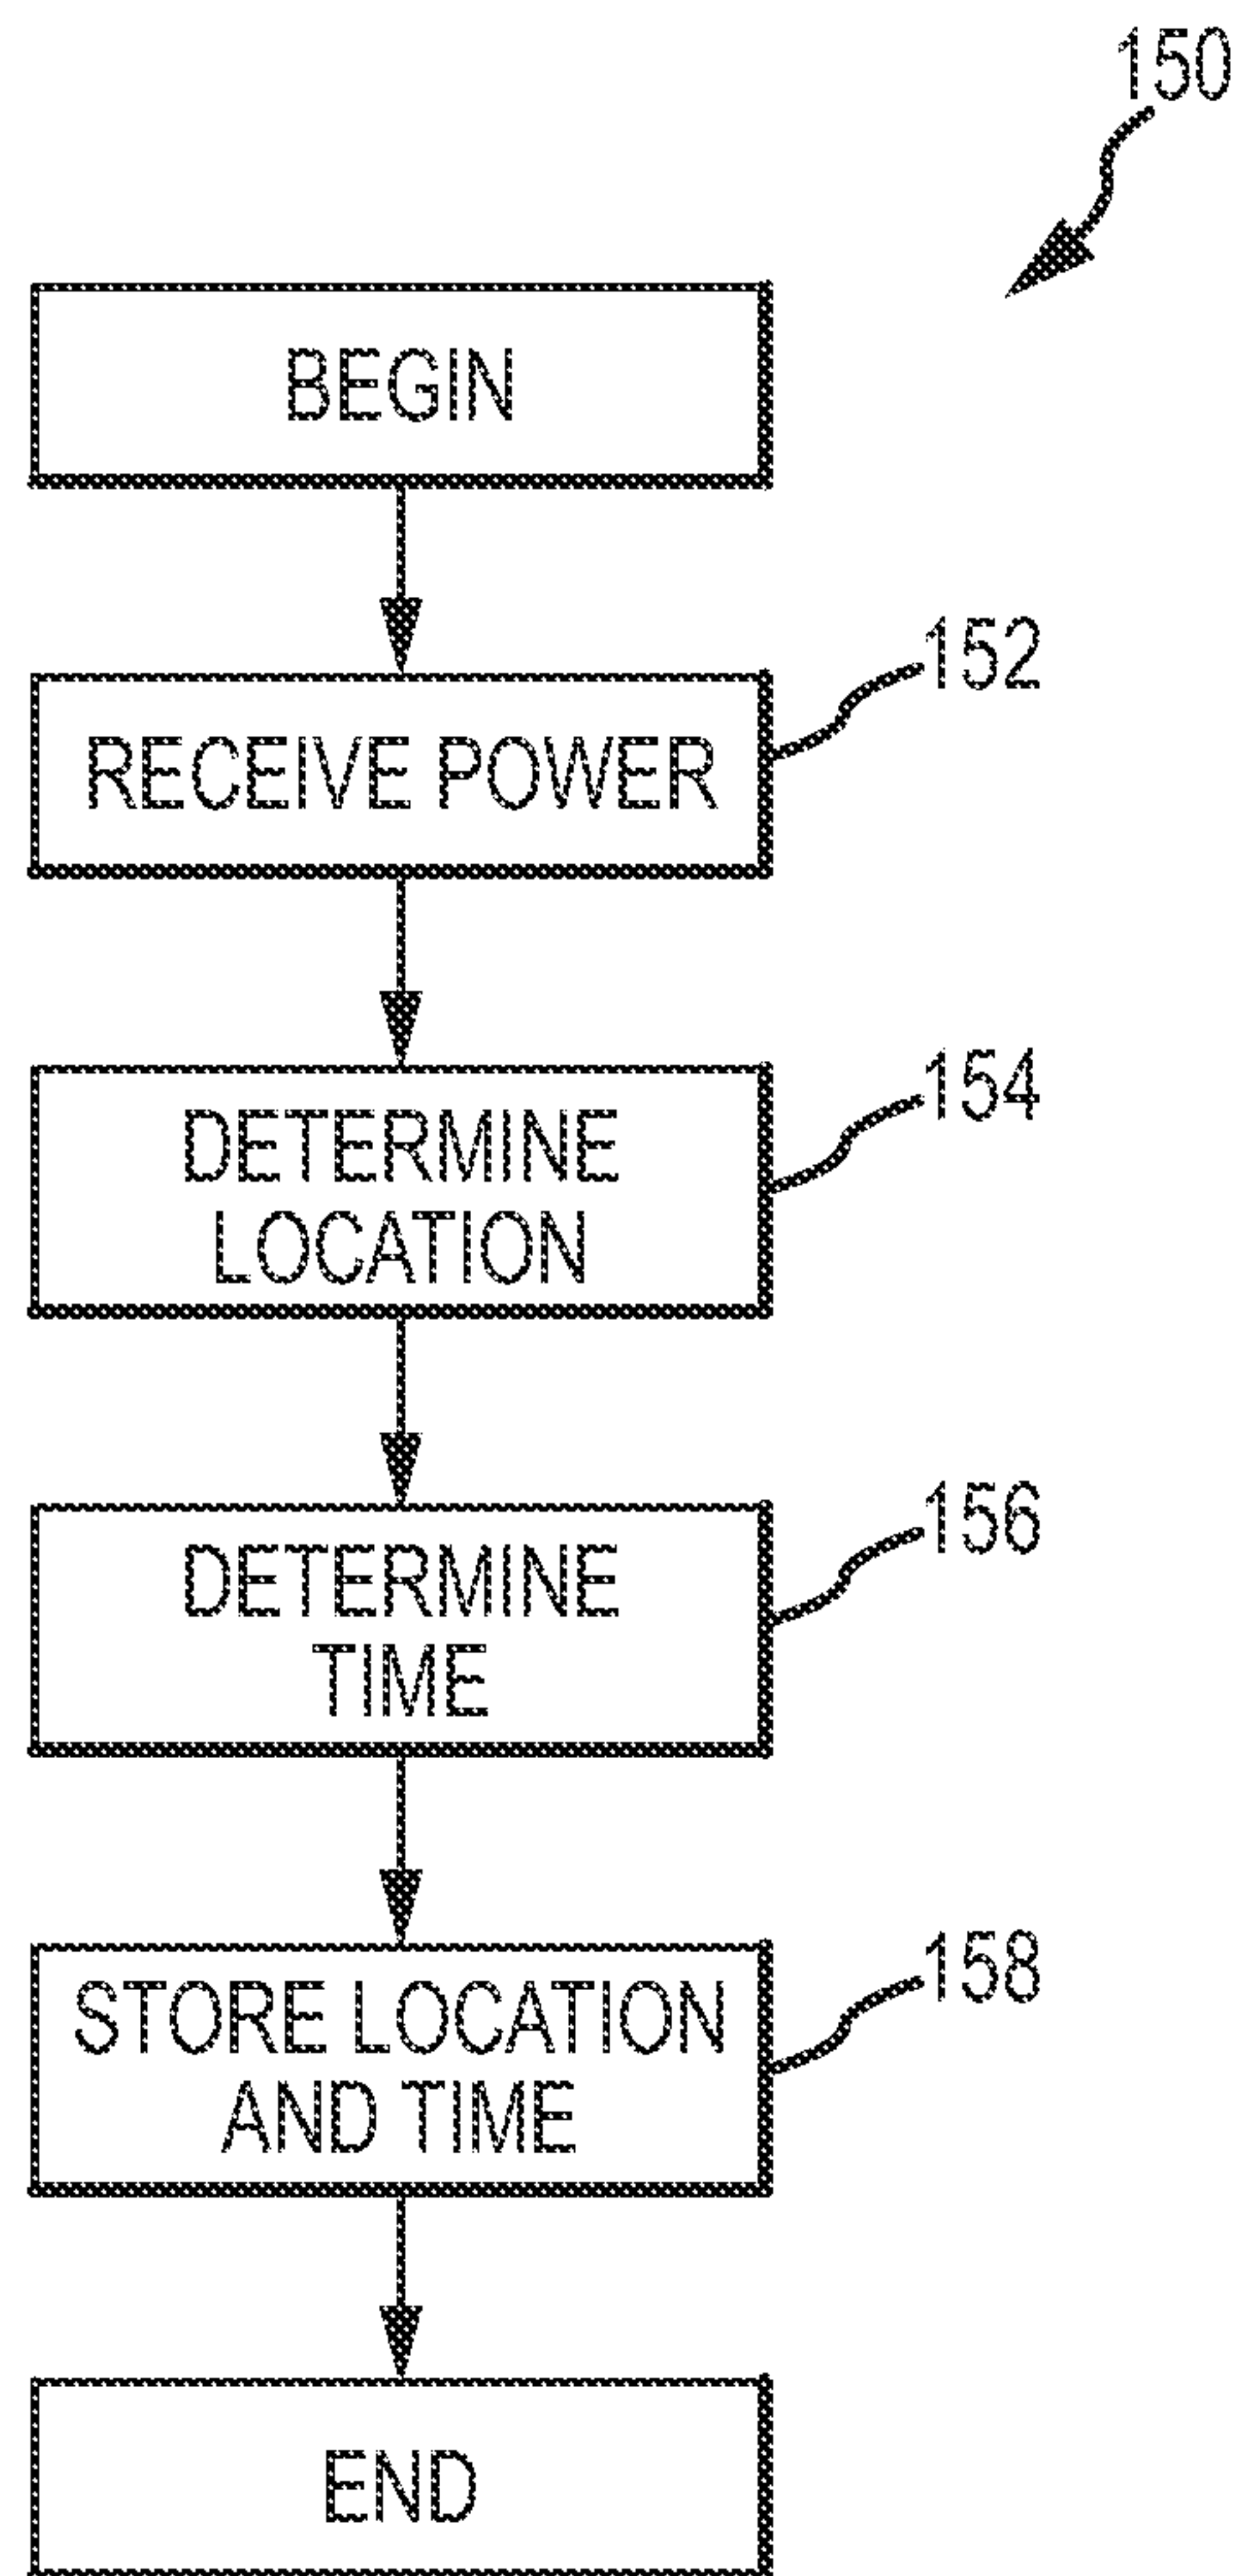 150
BEGIN
152
RECEIVE POWER
154
DETERMINE
LOCATION
156
DETERMINE
TIME
158
STORE LOCATION
AND TIME
END